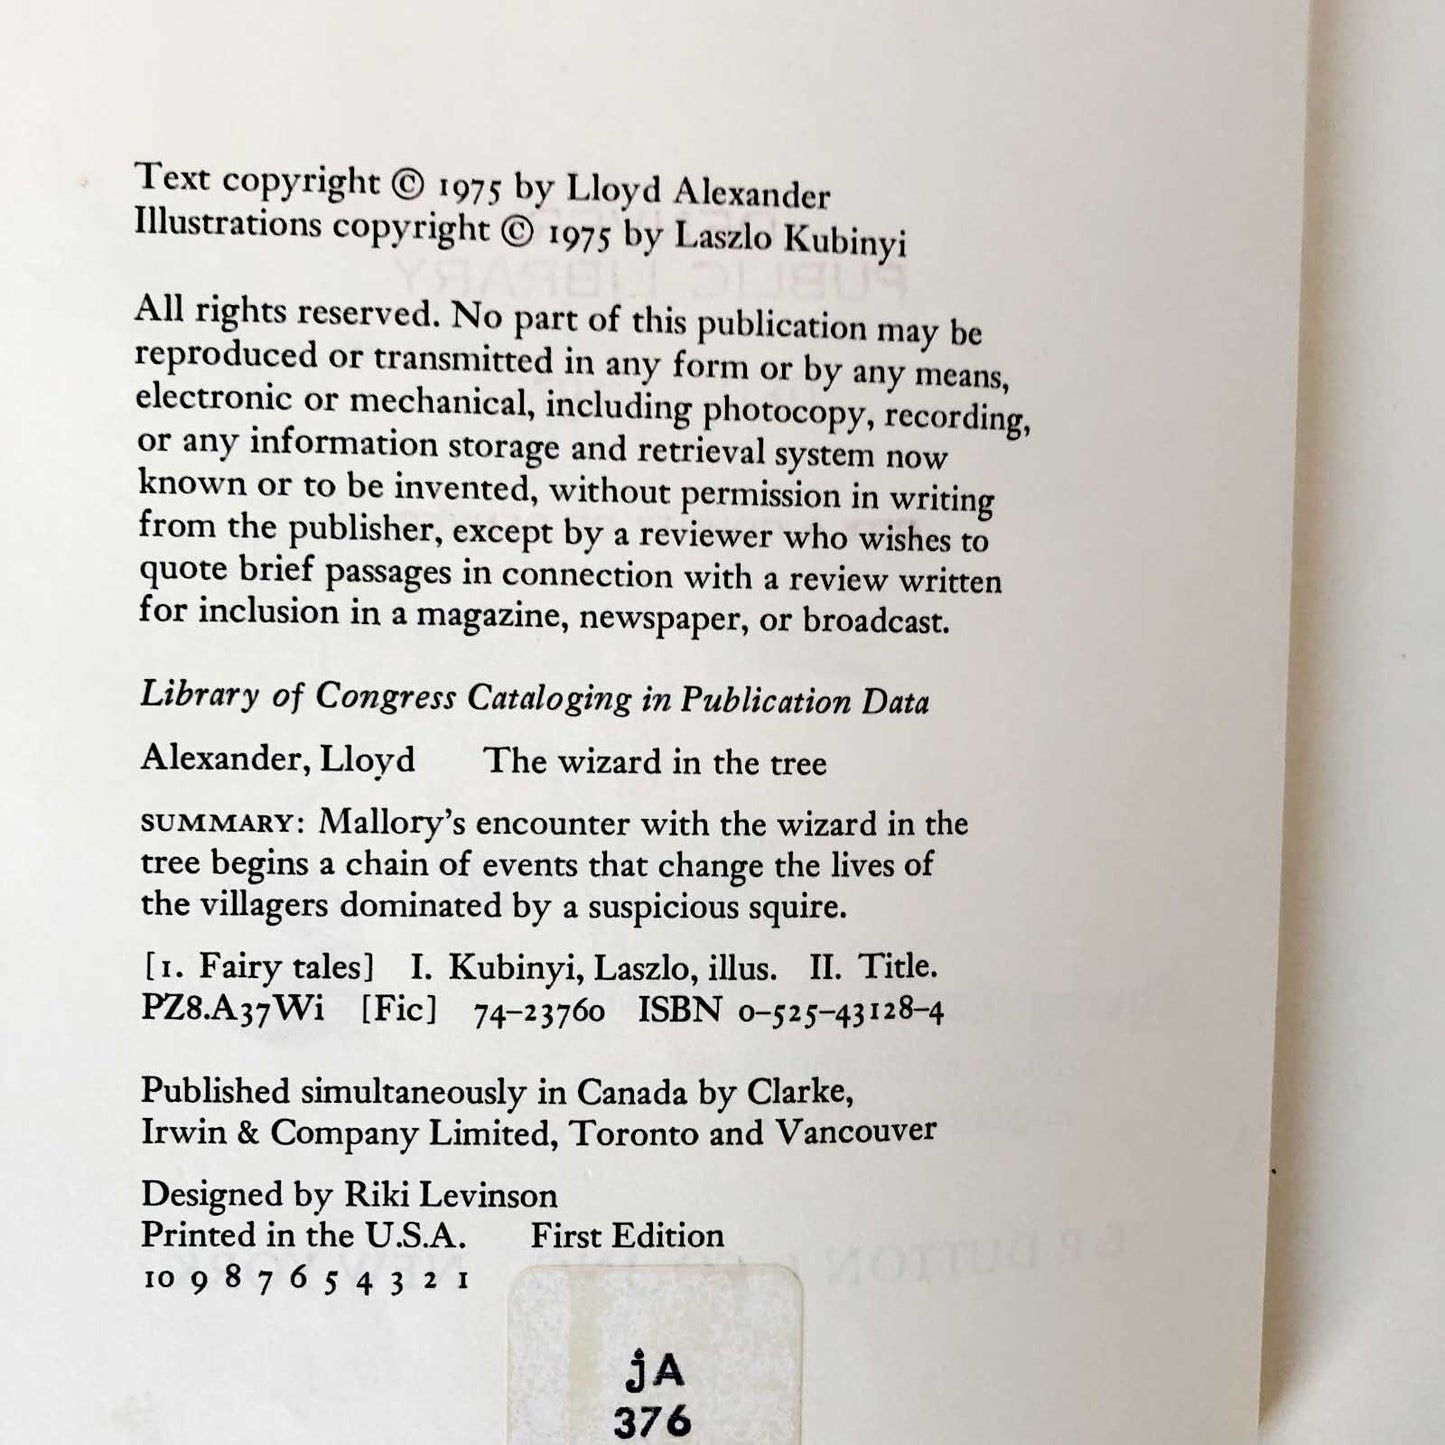 Text copyright © 1975 by Lloyd Alexander
Illustrations copyright © 1975 by Laszlo Kubinyi
All rights reserved. No part of this publication may be
reproduced or transmitted in any form or by any means,
electronic or mechanical, including photocopy, recording,
or any information storage and retrieval system now
known or to be invented, without permission in writing
from the publisher, except by a reviewer who wishes to
quote brief passages in connection with a review written
for inclusion in a magazine, newspaper, or broadcast.
Library of Congress Cataloging in Publication Data
Alexander, Lloyd The wizard in the tree
SUMMARY: Mallory's encounter with the wizard in the
tree begins a chain of events that change the lives of
the villagers dominated by a suspicious squire.
[1. Fairy tales] I. Kubinyi, Laszlo, illus. II. Title.
PZ8.A37Wi [Fic] 74–23760 ISBN 0–525–43128–4
Published simultaneously in Canada by Clarke,
Irwin & Company Limited, Toronto and Vancouver
Designed by Riki Levinson
Printed in the U.S.A. First Edition
10 9 8 7 6 5 4 3 2 1
jA
376